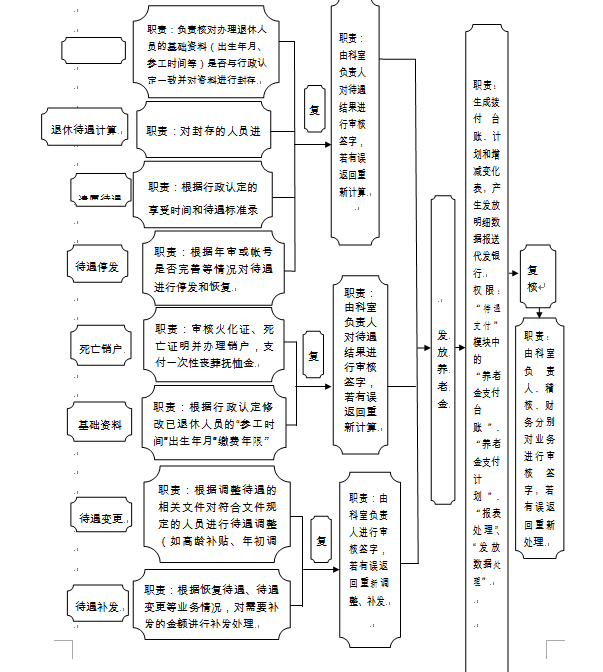 职责：负责核对办理退休人
员的基础资料（出生年月、
参工时间等）是否与行政认
定一致并对资料进行封存
退休待遇计算
职责：对封存的人员进
待遇
职责：根据行政认定的
享受时间和待遇标准录
待遇停发
职责：根据年审或帐号
是否完善等情况对待遇
进行停发和恢复
死亡销户
职责：审核火化证、死
亡证明并办理销户，支
付一次性丧葬抚恤金
基础资料
职责：根据行政认定修
改已退休人员的“参工时
间”出生年月“缴费年限”
待遇变更
职责：根据调整待遇的
相关文件对符合文件规
定的人员进行待遇调整
（如高龄补贴、年初调
待遇补发
职责：根据恢复待遇、待遇
变更等业务情况，对需要补
发的金额进行补发处理
复
复
复
职责：
由科室
负责人
对待遇
结果进
行审核
签字，
若有误
返回重
新计算
职责：
由科室
负责人
对待遇
结果进
行审核
签字，
若有误
返回重
新计算
职责：由
科室负责
人进行审
核签字，
若有误返
回重新调
整、补发
发
放
养
老
金
职责：
生成拨
付台
账、计
划和增
减变化
表，产
生发放
明细数
据报送
代发银
行。
权限：
“待遇
支付”
模块中
的
“养老
金支付
台
账”、
“养老
金支付
计
划”、
“报表
处理”、
“发放
数据处
理”
复
核
职责：
由科室
负责
人、稽
核、财
务分别
对业务
进行审
核签
字，若
有误返
回重新
处理